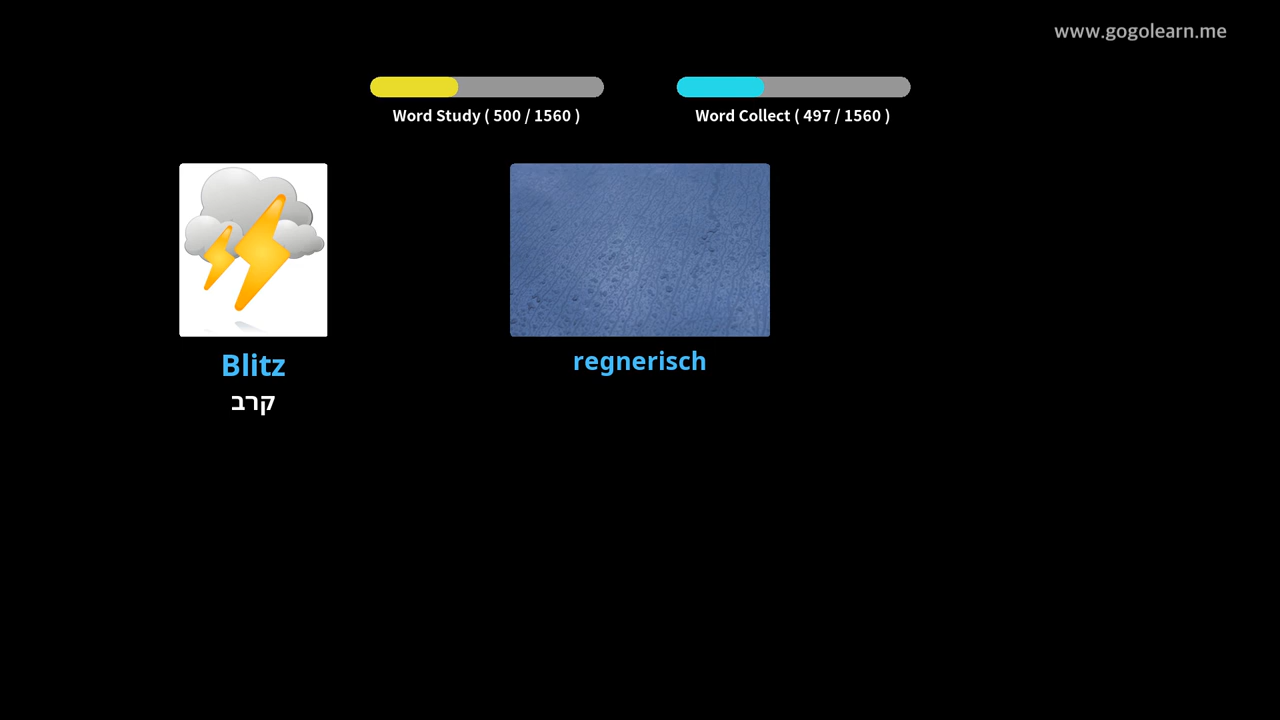 www.gogolearn.me
Word Study ( 500 / 1560 )
Word Collect ( 497 / 1560 )
Blitz
קרב
regnerisch